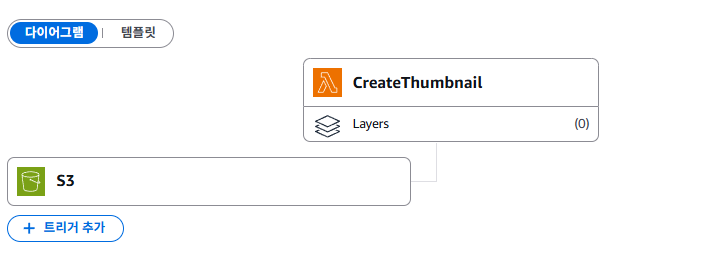 다이어그램 | 템플릿
CreateThumbnail
Layers (0)
S3
+ 트리거 추가